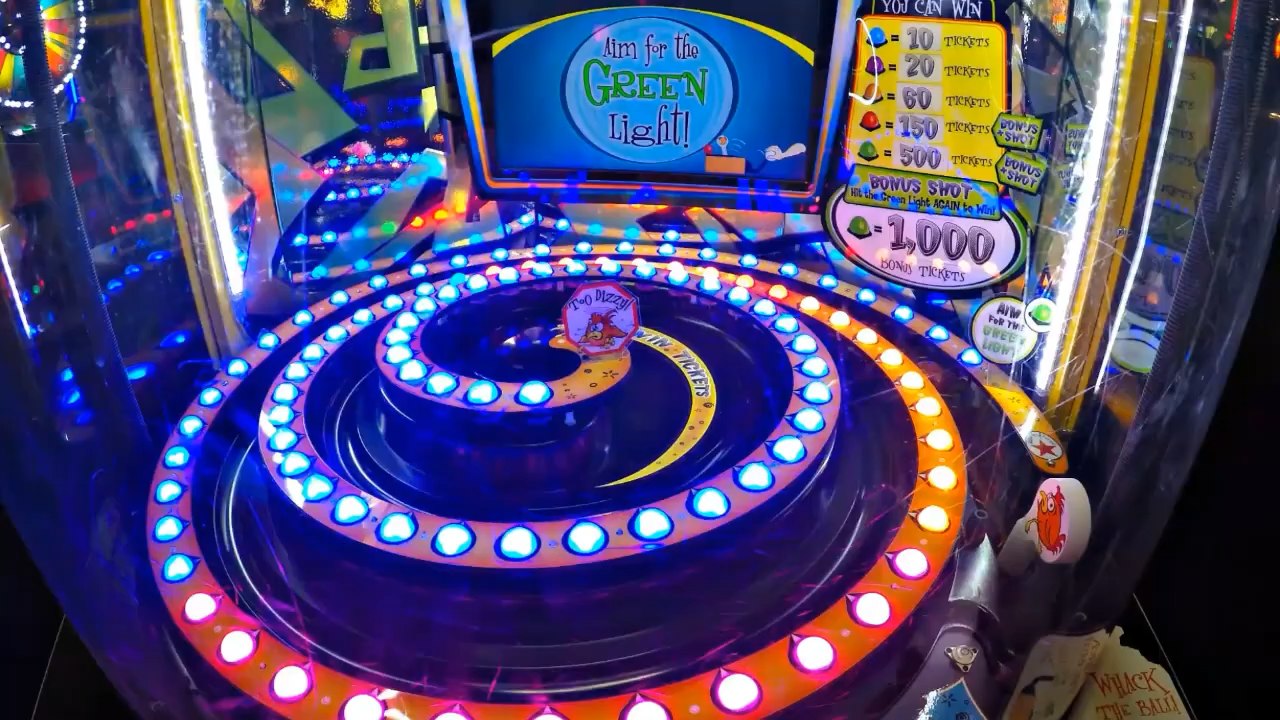 Aim for the
GREEN
Light!
YOU CAN WIN
= 10 TICKETS
= 20 TICKETS
= 60 TICKETS
= 150 TICKETS
= 500 TICKETS
BONUS
SHOT
BONUS
SHOT
BONUS SHOT
Hit the Green Light AGAIN to Win!
= 1,000
BONUS TICKETS
AIM
FOR THE
GREEN
LIGHT
TOO DIZZY!
WIN TICKETS
WHACK
THE BALL!